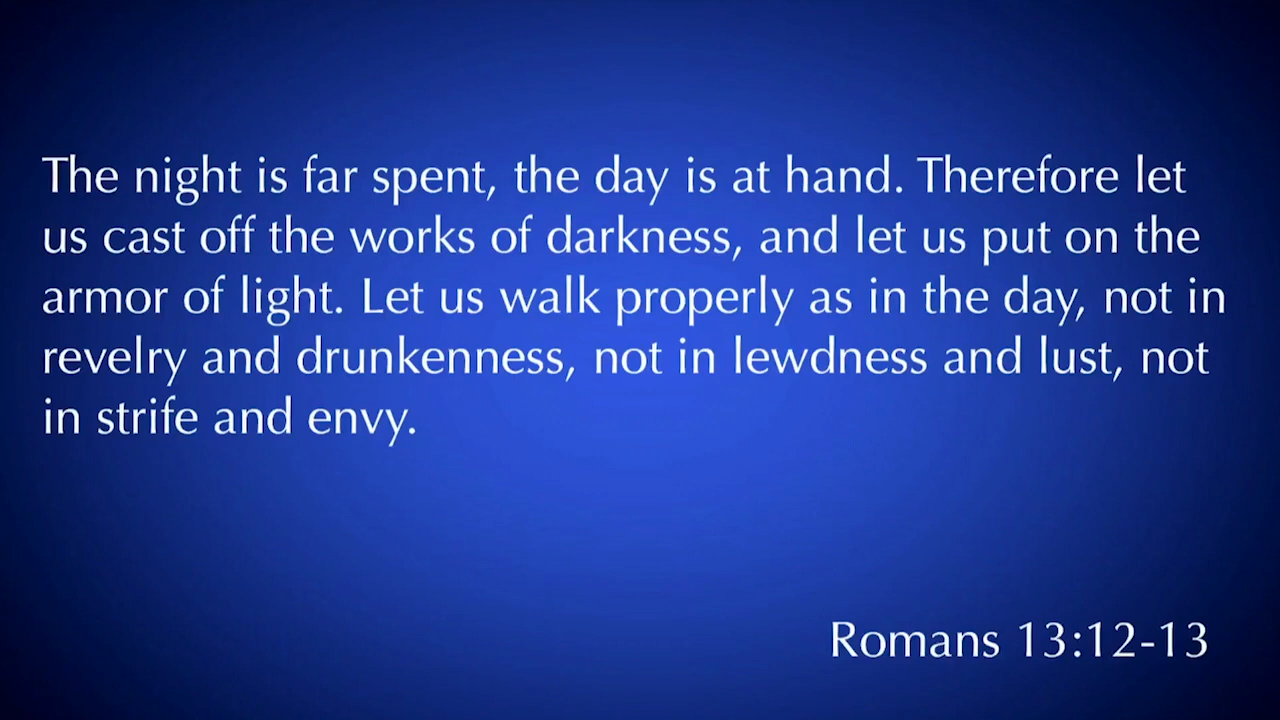 The night is far spent, the day is at hand. Therefore let
us cast off the works of darkness, and let us put on the
armor of light. Let us walk properly as in the day, not in
revelry and drunkenness, not in lewdness and lust, not
in strife and envy.
Romans 13:12-13